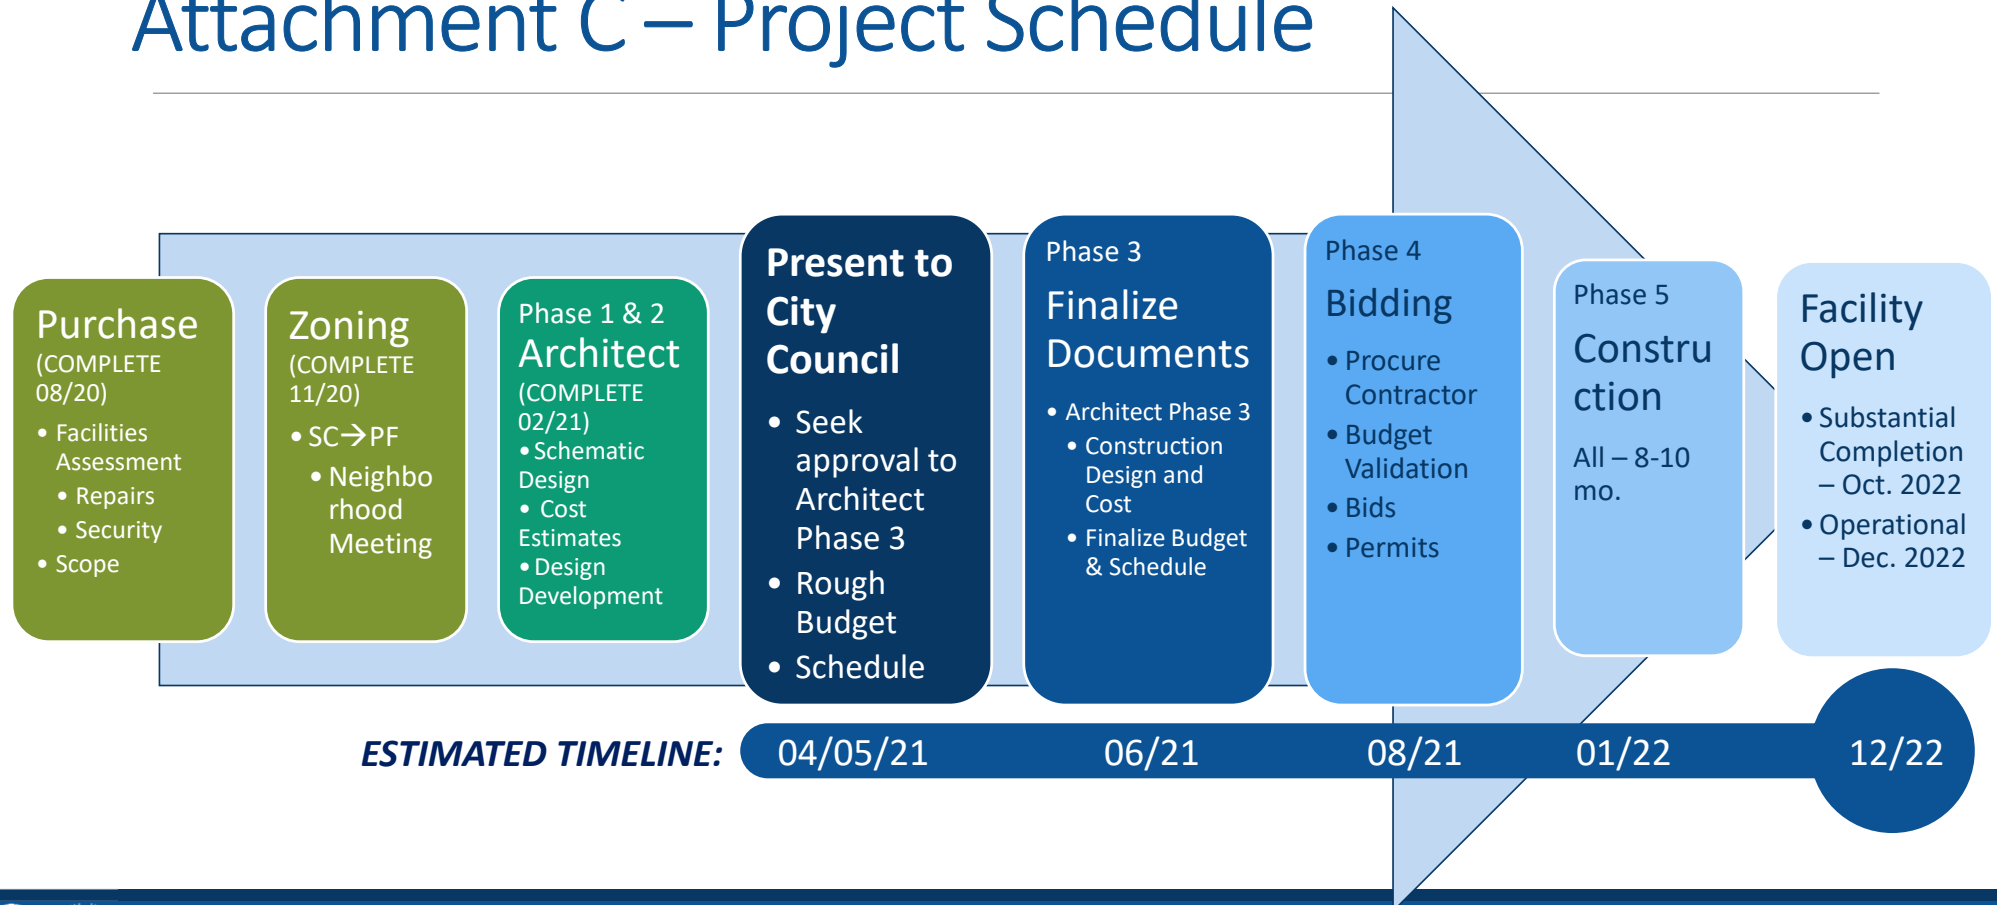 Attachment C – Project Schedule
Purchase
(COMPLETE
08/20)
• Facilities
Assessment
• Repairs
• Security
• Scope
Zoning
(COMPLETE
11/20)
• SC→PF
• Neighbo
rhood
Meeting
Phase 1 & 2
Architect
(COMPLETE
02/21)
• Schematic
Design
• Cost
Estimates
• Design
Development
Present to
City
Council
• Seek
approval to
Architect
Phase 3
• Rough
Budget
• Schedule
Phase 3
Finalize
Documents
• Architect Phase 3
• Construction
Design and
Cost
• Finalize Budget
& Schedule
Phase 4
Bidding
• Procure
Contractor
• Budget
Validation
• Bids
• Permits
Phase 5
Constru
ction
All – 8-10
mo.
Facility
Open
• Substantial
Completion
– Oct. 2022
• Operational
– Dec. 2022
ESTIMATED TIMELINE: 04/05/21 06/21 08/21 01/22 12/22